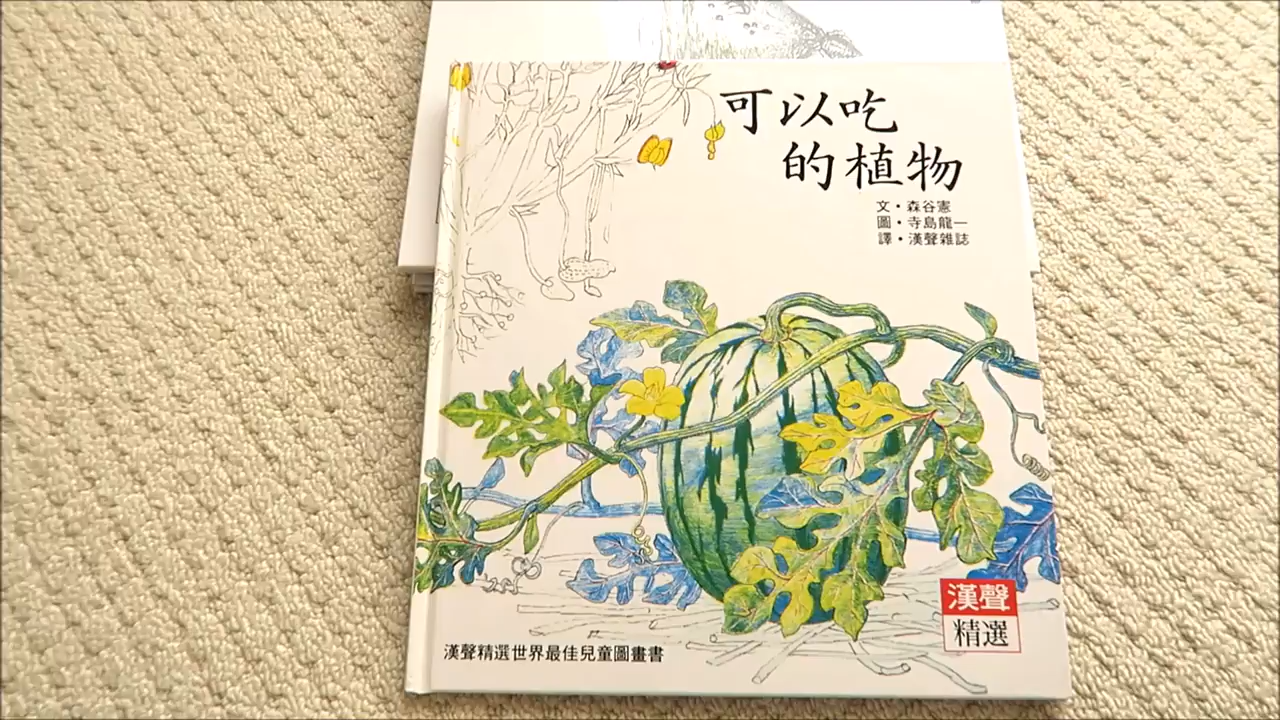 可以吃
的植物
文・森谷憲
圖・寺島龍一
譯・漢聲雜誌
漢聲
精選
漢聲精選世界最佳兒童圖畫書